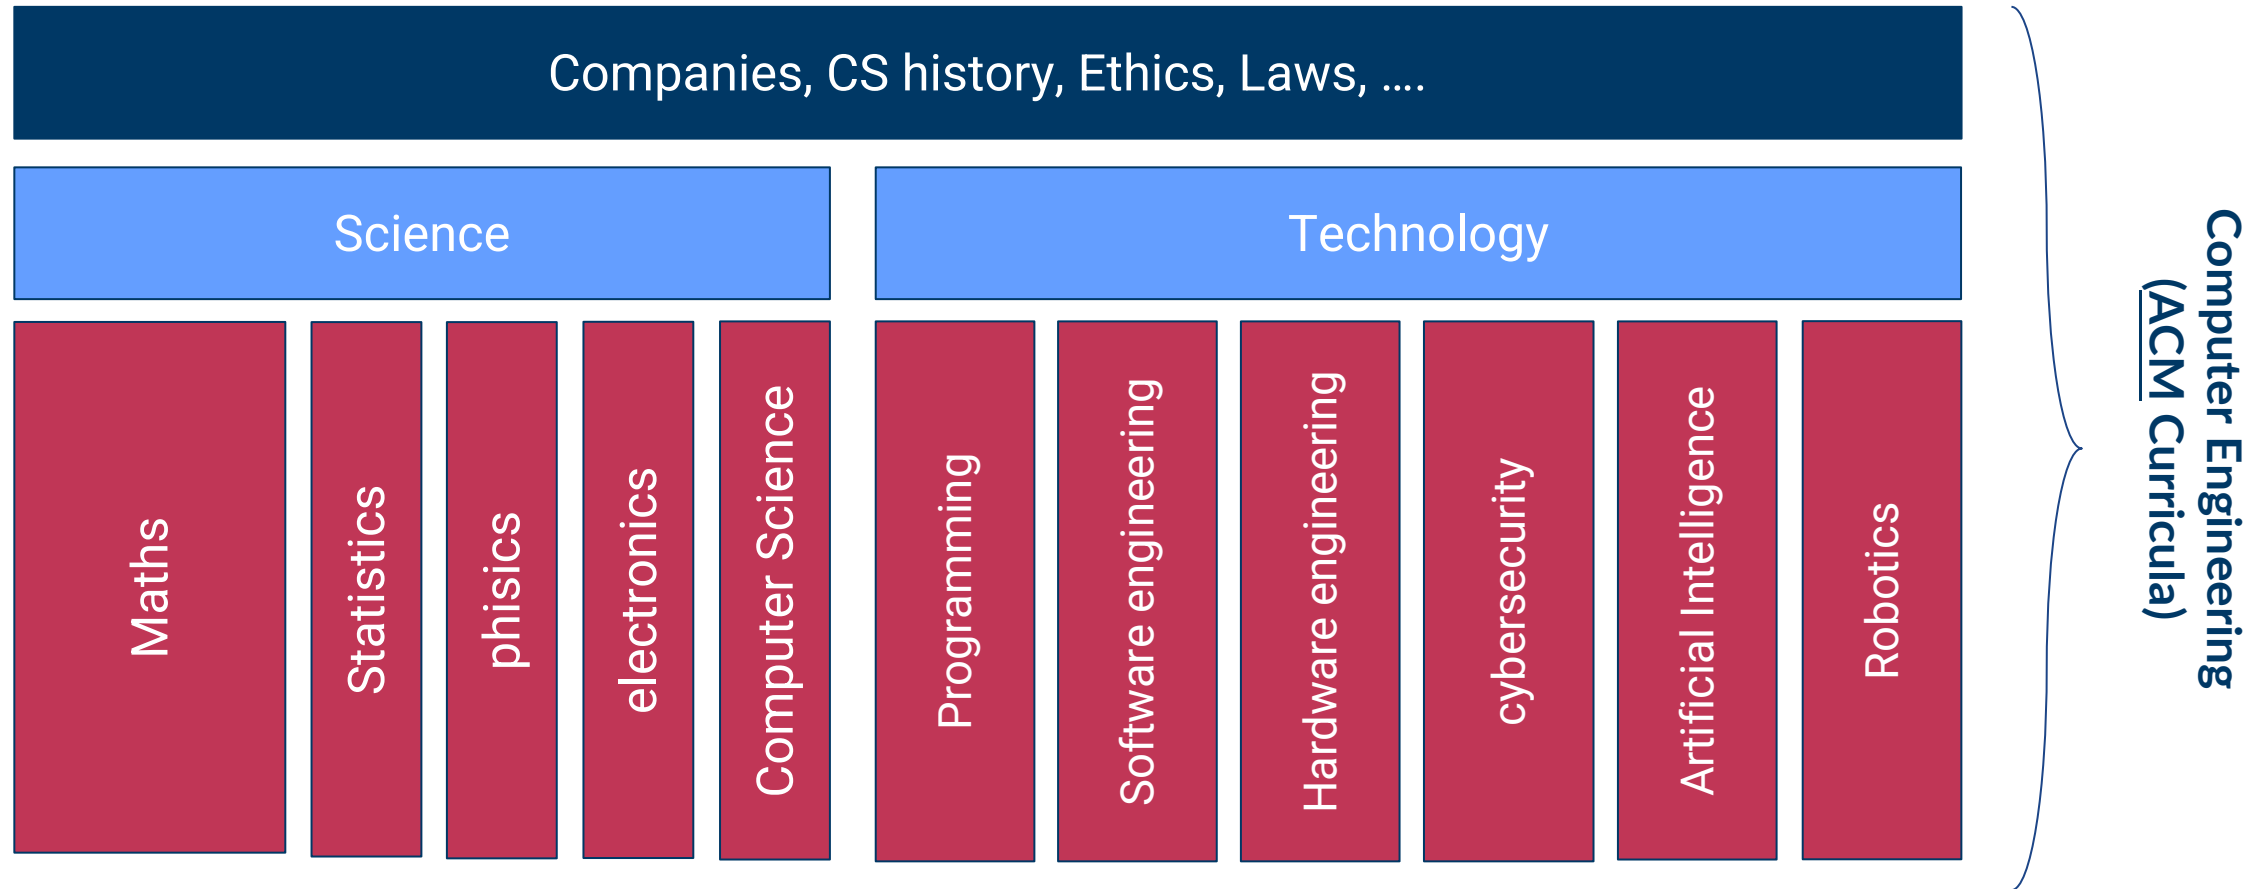 Companies, CS history, Ethics, Laws, ….
Science
Technology
Maths
Statistics
phisics
electronics
Computer Science
Programming
Software engineering
Hardware engineering
cybersecurity
Artificial Intelligence
Robotics
Computer Engineering
(ACM Curricula)